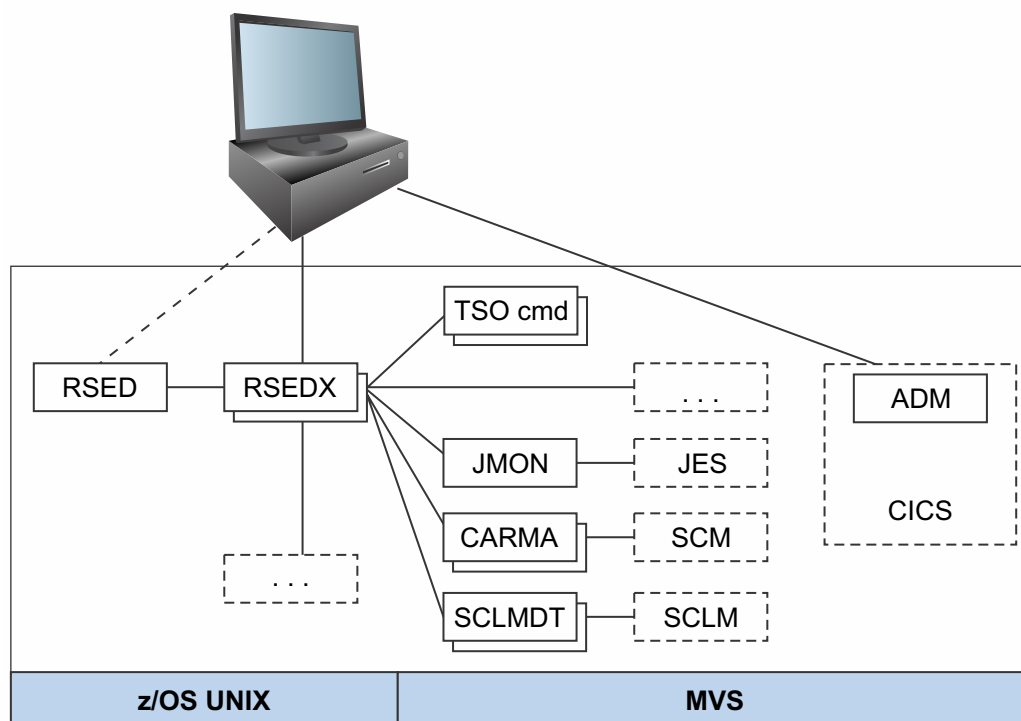 TSO cmd
RSED
RSEDX
. . .
ADM
JMON
JES
CICS
CARMA
SCM
. . .
SCLMDT
SCLM
z/OS UNIX
MVS